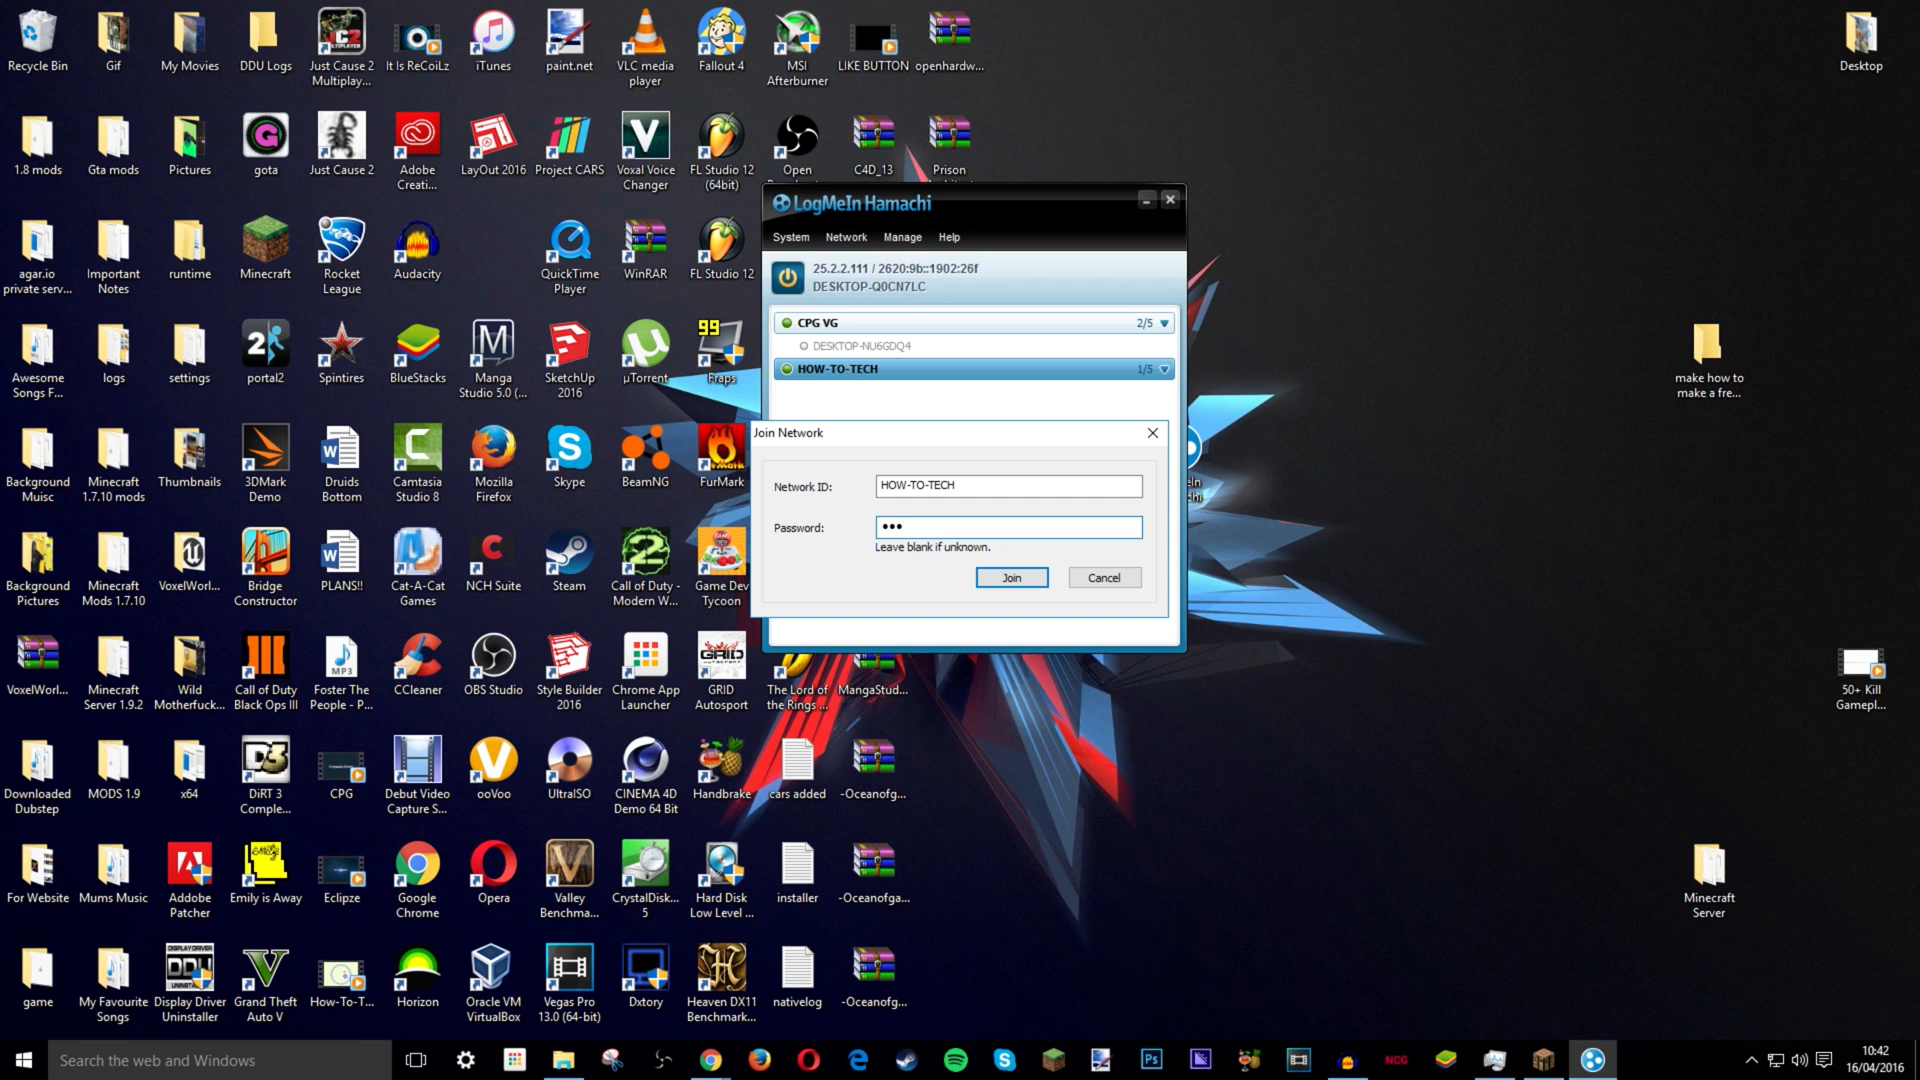 Recycle Bin
Gif
My Movies
DDU Logs
Just Cause 2
Multiplay...
It Is ReCoiLz
iTunes
paint.net
VLC media
player
Fallout 4
MSI
Afterburner
LIKE BUTTON
openhardw...
Desktop
1.8 mods
Gta mods
Pictures
gota
Just Cause 2
Adobe
Creati...
LayOut 2016
Project CARS
Voxal Voice
Changer
FL Studio 12
(64bit)
Open
C4D_13
Prison
agar.io
private serv...
Important
Notes
runtime
Minecraft
Rocket
League
Audacity
QuickTime
Player
WinRAR
FL Studio 12
LogMeIn Hamachi
System Network Manage Help
25.2.2.111 / 2620:9b::1902:26f
DESKTOP-Q0CN7LC
CPG VG 2/5
DESKTOP-NU6GDQ4
HOW-TO-TECH 1/5
Awesome
Songs F...
logs
settings
portal2
Spintires
BlueStacks
Manga
Studio 5.0 (...
SketchUp
2016
µTorrent
99
Fraps
make how to
make a fre...
Join Network
Network ID: HOW-TO-TECH
Password: ●●●
Leave blank if unknown.
Join Cancel
Background
Muisc
Minecraft
1.7.10 mods
Thumbnails
3DMark
Demo
Druids
Bottom
Camtasia
Studio 8
Mozilla
Firefox
Skype
BeamNG
FurMark
Background
Pictures
Minecraft
Mods 1.7.10
VoxelWorl...
Bridge
Constructor
PLANS!!
Cat-A-Cat
Games
NCH Suite
Steam
Call of Duty -
Modern W...
Game Dev
Tycoon
VoxelWorl...
Minecraft
Server 1.9.2
Wild
Motherfuck...
Call of Duty
Black Ops III
MP3
Foster The
People - P...
CCleaner
OBS Studio
Style Builder
2016
Chrome App
Launcher
GRID
GRID
Autosport
The Lord of
the Rings ...
MangaStud...
50+ Kill
Gamepl...
Downloaded
Dubstep
MODS 1.9
x64
D3
DiRT 3
Comple...
CPG
Debut Video
Capture S...
ooVoo
UltraISO
CINEMA 4D
Demo 64 Bit
Handbrake
cars added
-Oceanofg...
For Website
Mums Music
Addobe
Patcher
Emily is Away
Eclipze
Google
Chrome
Opera
Valley
Benchma...
CrystalDisk...
5
Hard Disk
Low Level ...
installer
-Oceanofga...
Minecraft
Server
game
My Favourite
Songs
DISPLAY DRIVER
DDU
Display Driver
Uninstaller
Grand Theft
Auto V
How-To-T...
Horizon
Oracle VM
VirtualBox
Vegas Pro
13.0 (64-bit)
Dxtory
Heaven DX11
Benchmark...
nativelog
-Oceanofg...
Search the web and Windows
Ps
NCG
10:42
16/04/2016